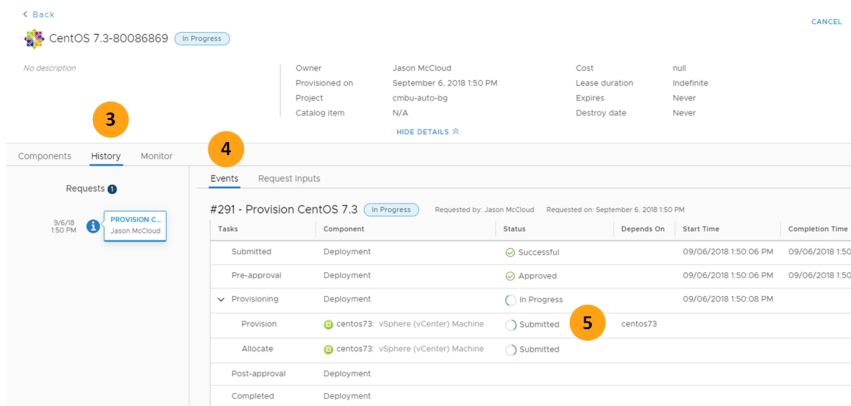 Back
CANCEL
CentOS 7.3-80086869 In Progress
No description
Owner Jason McCloud Cost null
Provisioned on September 6, 2018 1:50 PM Lease duration Indefinite
Project cmbu-auto-bg Expires Never
Catalog item N/A Destroy date Never
3
HIDE DETAILS
4
Components History Monitor
Events Request Inputs
Requests 1
9/6/18
1:50 PM
PROVISION C...
Jason McCloud
#291 - Provision CentOS 7.3 In Progress Requested by: Jason McCloud Requested on: September 6, 2018 1:50 PM
Tasks Component Status Depends On Start Time Completion Time
Submitted Deployment Successful 09/06/2018 1:50:06 PM 09/06/2018 1:50
Pre-approval Deployment Approved 09/06/2018 1:50:06 PM 09/06/2018 1:50
Provisioning Deployment In Progress 09/06/2018 1:50:08 PM
Provision centos73: vSphere (vCenter) Machine Submitted 5 centos73
Allocate centos73: vSphere (vCenter) Machine Submitted
Post-approval Deployment
Completed Deployment